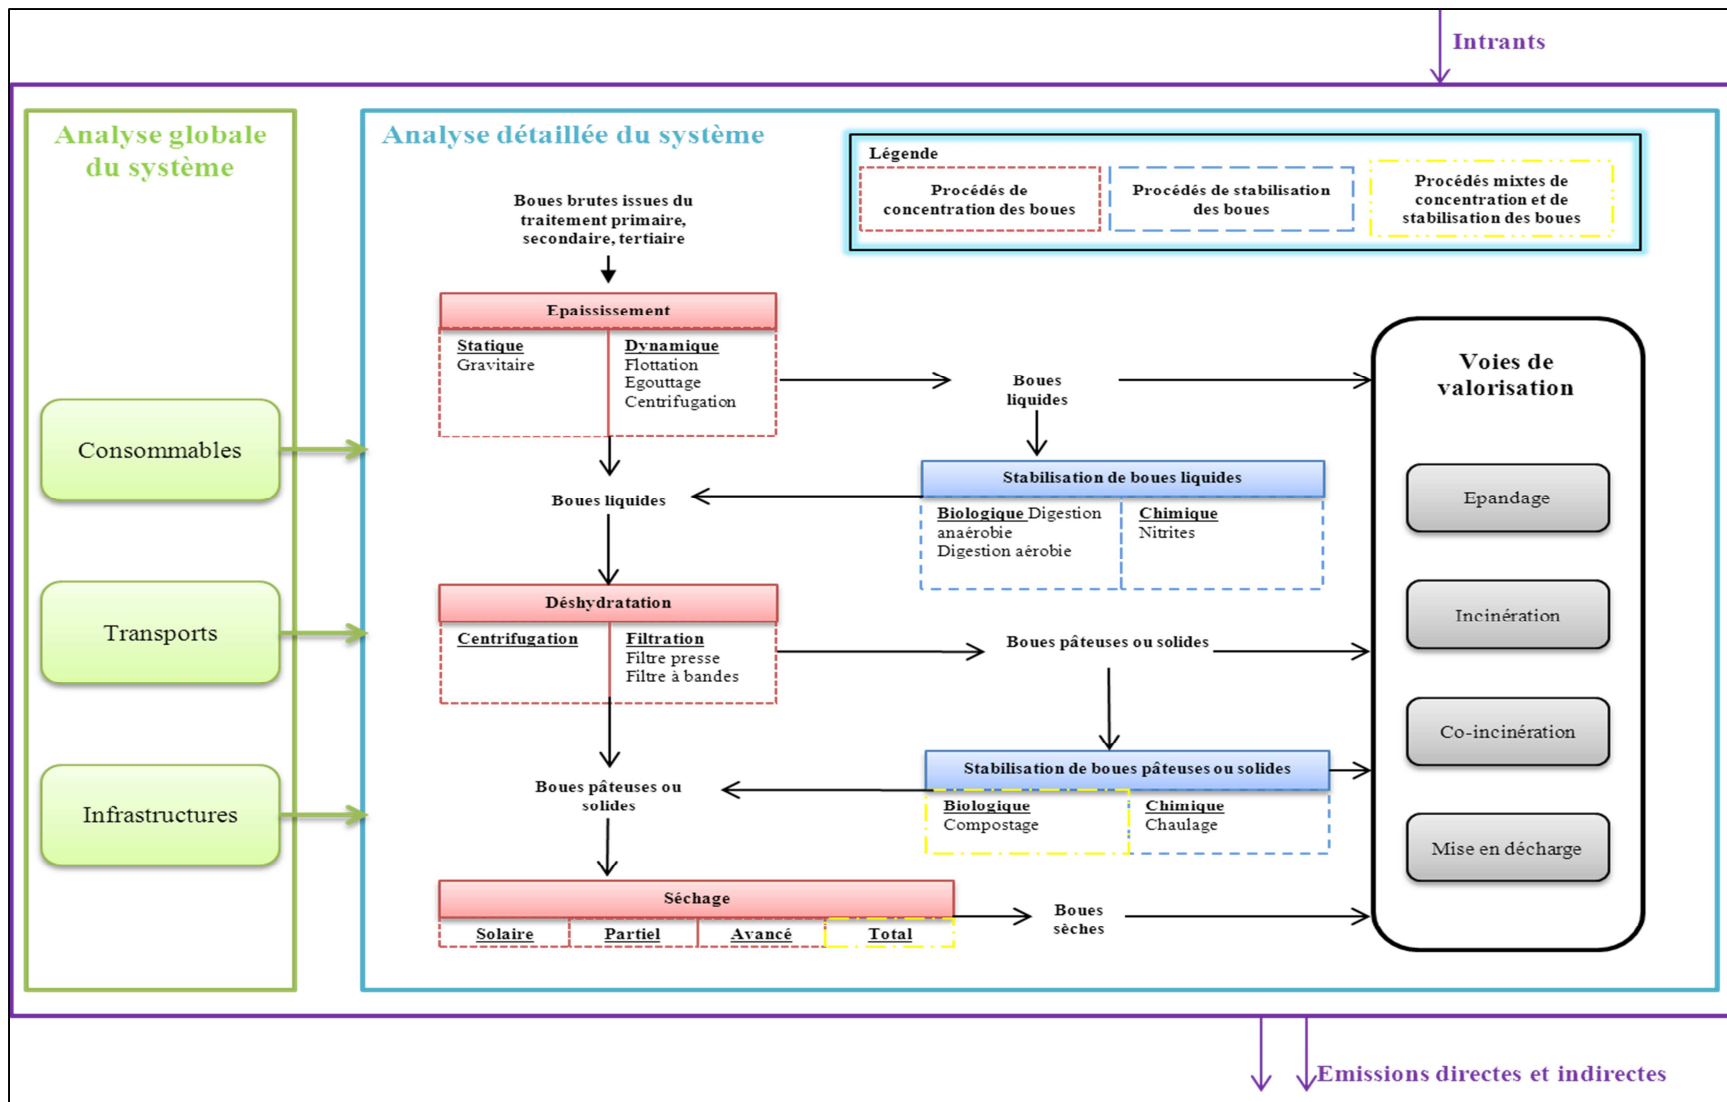 Intrants
Analyse globale
du système
Consommables
Transports
Infrastructures
Analyse détaillée du système
Légende
Procédés de
concentration des boues
Procédés de stabilisation
des boues
Procédés mixtes de
concentration et de
stabilisation des boues
Boues brutes issues du
traitement primaire,
secondaire, tertiaire
Epaississement
Statique
Gravitaire
Dynamique
Flottation
Egouttage
Centrifugation
Boues
liquides
Stabilisation de boues liquides
Biologique Digestion
anaérobie
Digestion aérobie
Chimique
Nitrites
Boues liquides
Déshydratation
Centrifugation
Filtration
Filtre presse
Filtre à bandes
Boues pâteuses ou solides
Stabilisation de boues pâteuses ou solides
Biologique
Compostage
Chimique
Chaulage
Boues pâteuses ou
solides
Séchage
Solaire
Partiel
Avancé
Total
Boues
sèches
Voies de
valorisation
Epandage
Incinération
Co-incinération
Mise en décharge
Emissions directes et indirectes